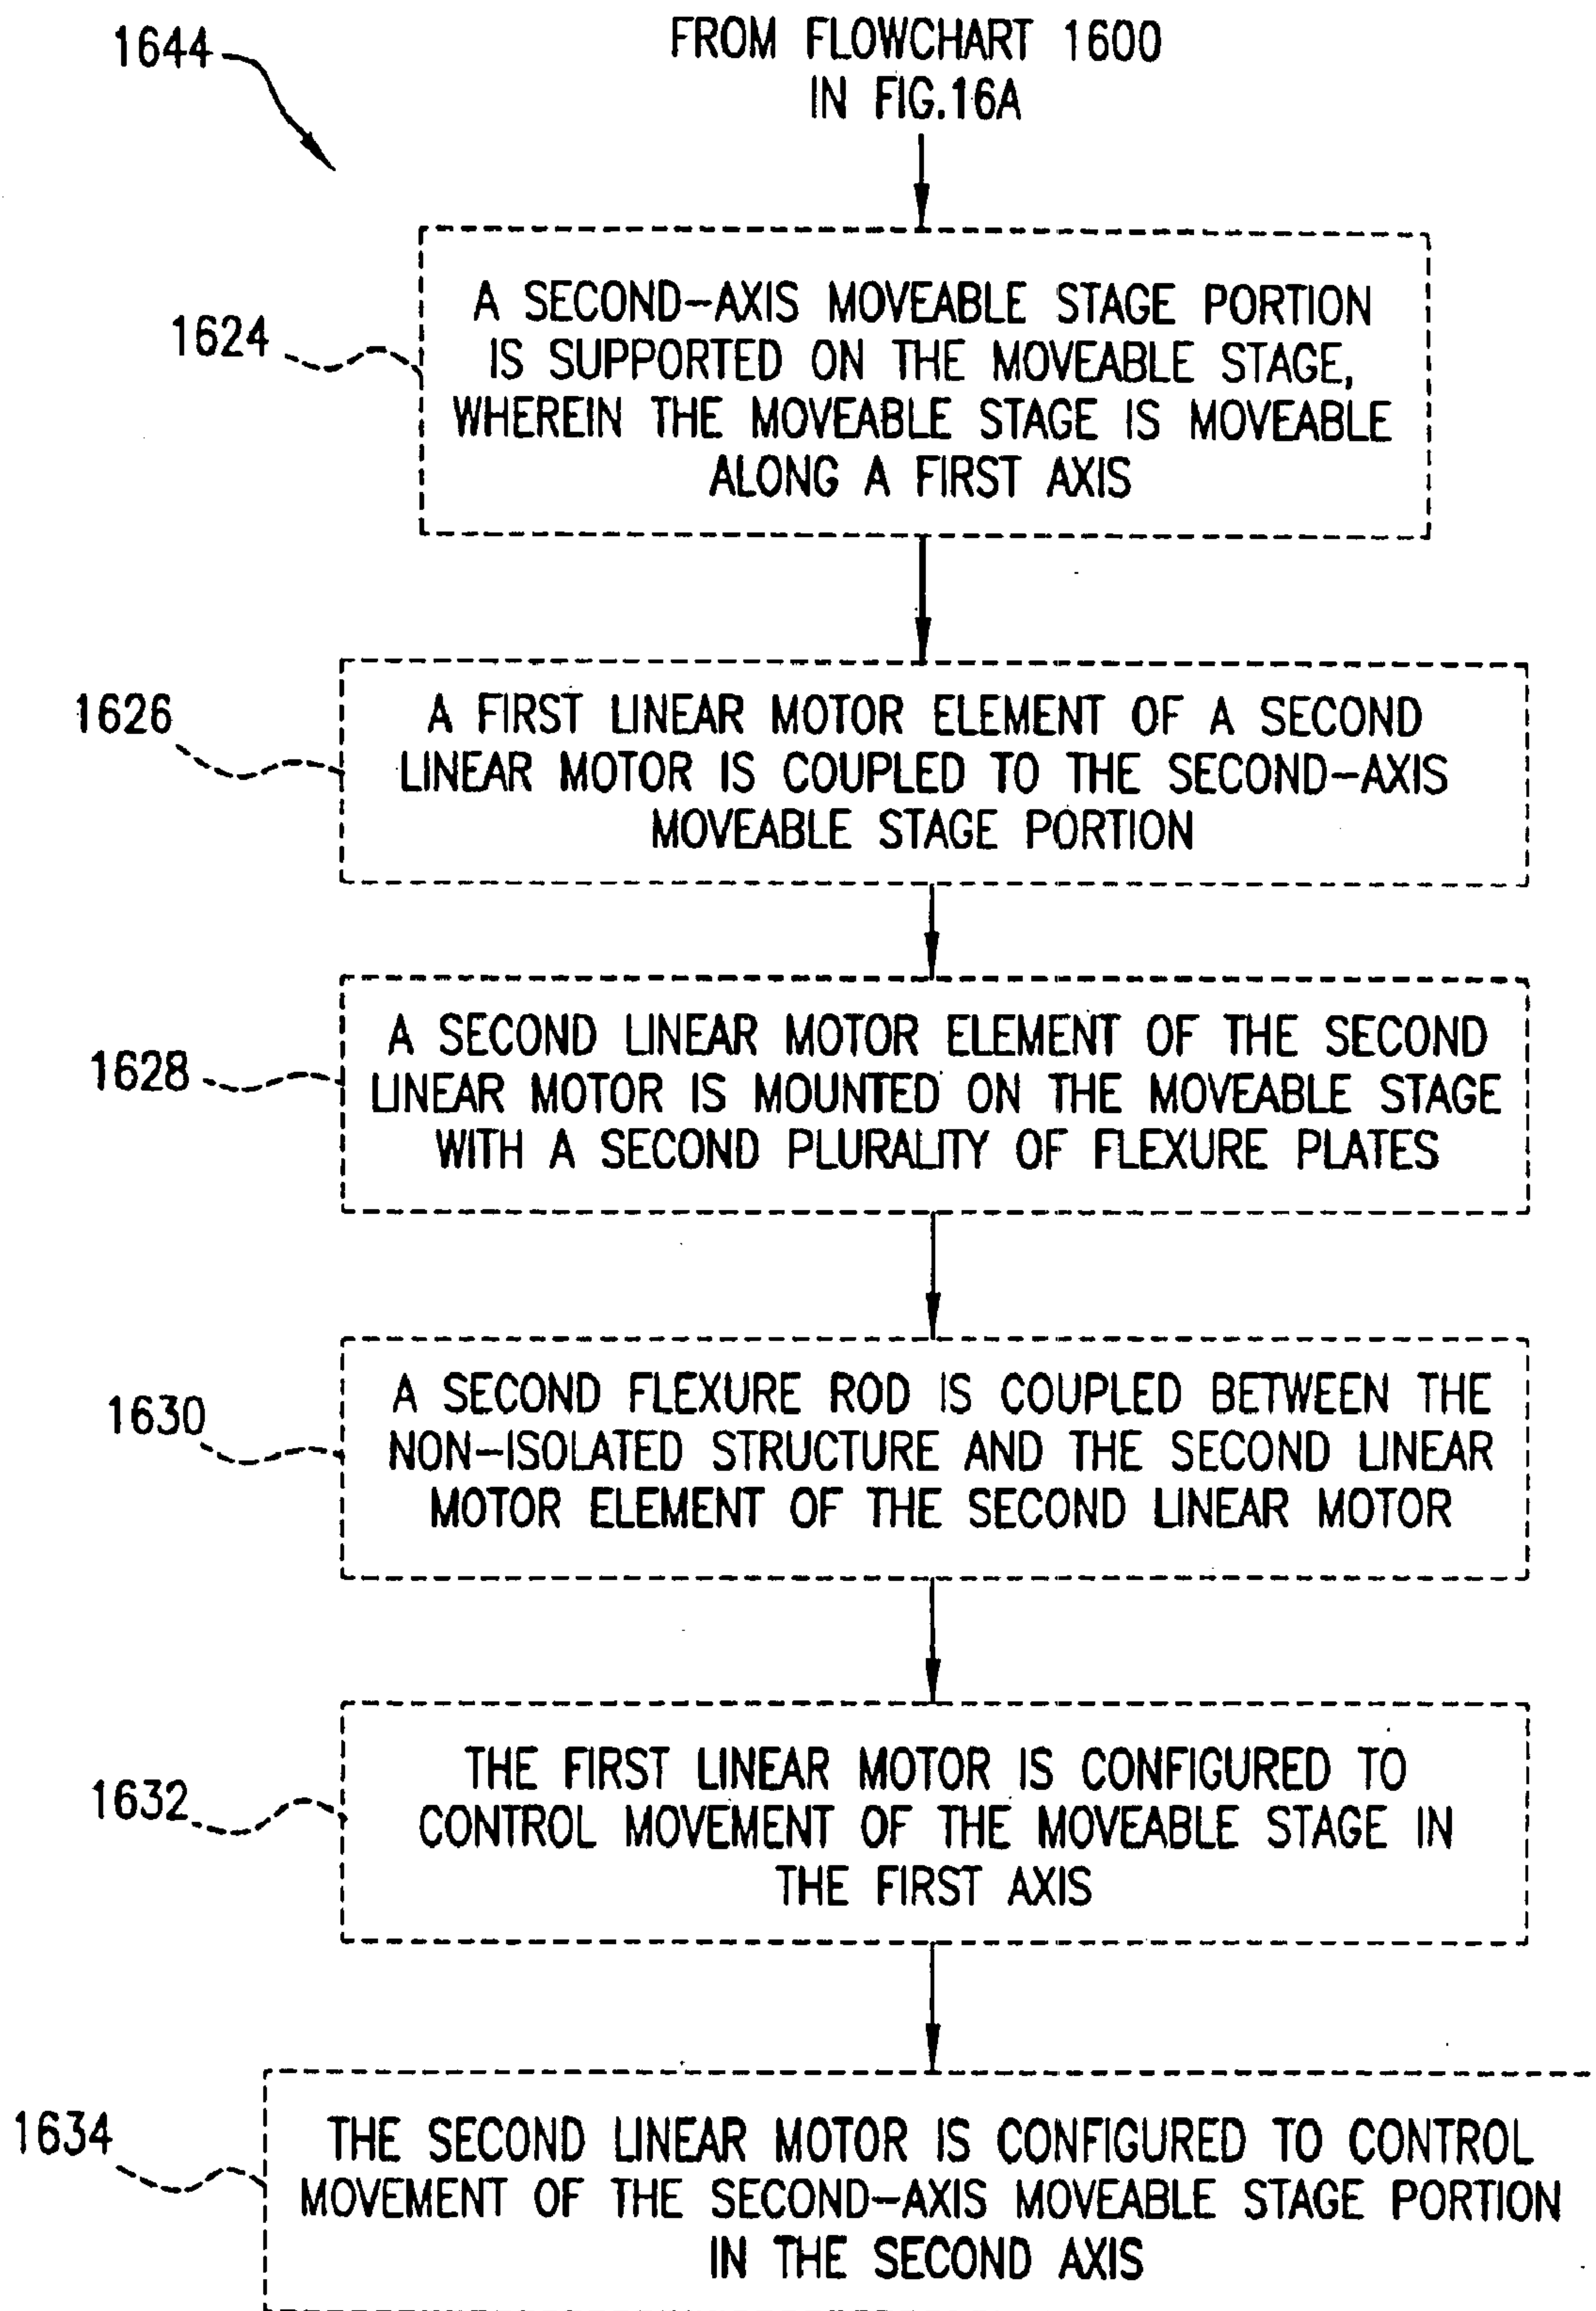 1644
FROM FLOWCHART 1600
IN FIG.16A
1624
A SECOND-AXIS MOVEABLE STAGE PORTION
IS SUPPORTED ON THE MOVEABLE STAGE,
WHEREIN THE MOVEABLE STAGE IS MOVEABLE
ALONG A FIRST AXIS
1626
A FIRST LINEAR MOTOR ELEMENT OF A SECOND
LINEAR MOTOR IS COUPLED TO THE SECOND-AXIS
MOVEABLE STAGE PORTION
1628
A SECOND LINEAR MOTOR ELEMENT OF THE SECOND
LINEAR MOTOR IS MOUNTED ON THE MOVEABLE STAGE
WITH A SECOND PLURALITY OF FLEXURE PLATES
1630
A SECOND FLEXURE ROD IS COUPLED BETWEEN THE
NON-ISOLATED STRUCTURE AND THE SECOND LINEAR
MOTOR ELEMENT OF THE SECOND LINEAR MOTOR
1632
THE FIRST LINEAR MOTOR IS CONFIGURED TO
CONTROL MOVEMENT OF THE MOVEABLE STAGE IN
THE FIRST AXIS
1634
THE SECOND LINEAR MOTOR IS CONFIGURED TO CONTROL
MOVEMENT OF THE SECOND-AXIS MOVEABLE STAGE PORTION
IN THE SECOND AXIS